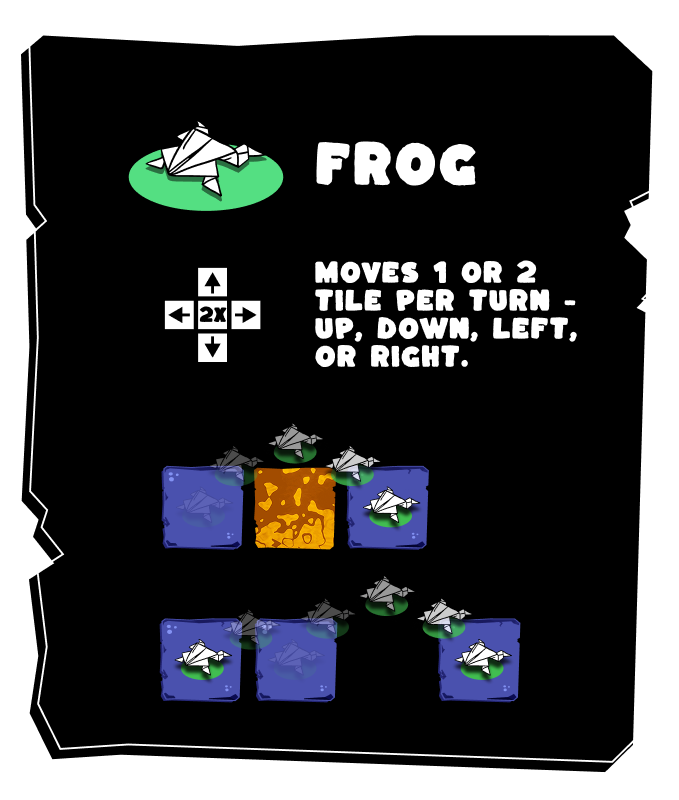 FROG
MOVES 1 OR 2
TILE PER TURN -
UP, DOWN, LEFT,
OR RIGHT.
2X